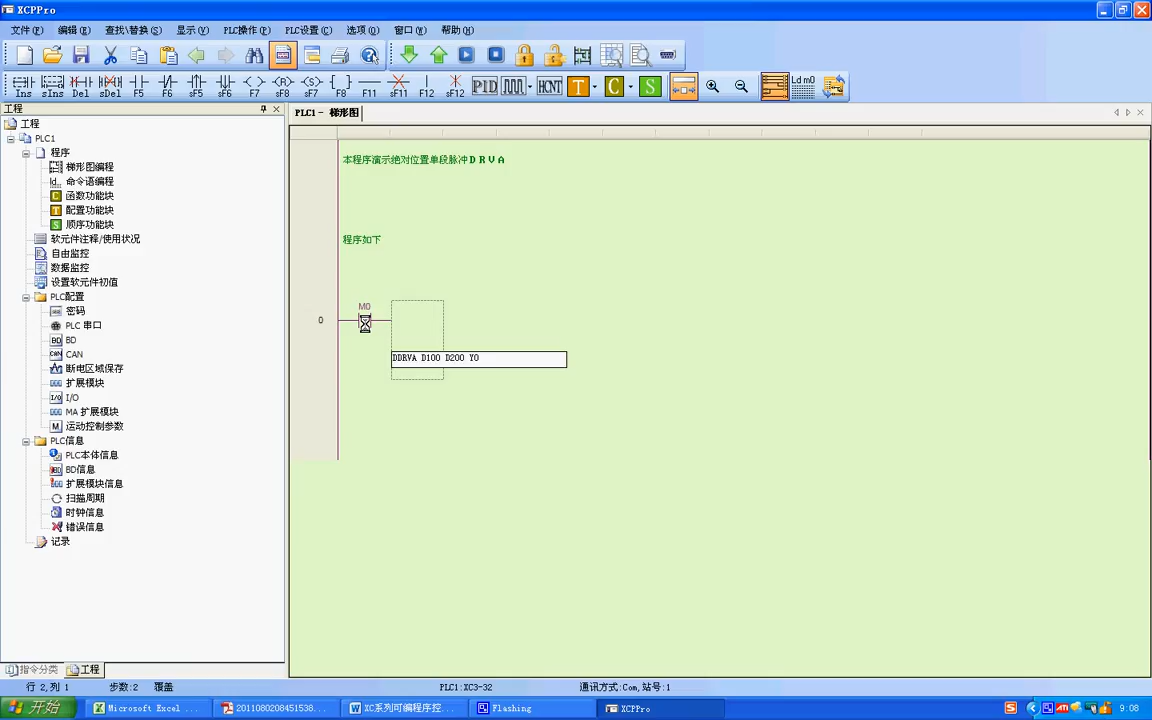 XCPPro
文件(F) 编辑(E) 查找\替换(S) 显示(V) PLC操作(P) PLC设置(C) 选项(O) 窗口(W) 帮助(H)
Ins sIns Del sDel F5 F6 sF5 sF6 F7 sF8 sF7 F8 F11 sF11 F12 sF12 PID HCNT T C S Ld m0
工程
PLC1 - 梯形图
工程
PLC1
程序
梯形图编程
命令语编程
函数功能块
配置功能块
顺序功能块
软元件注释/使用状况
自由监控
数据监控
设置软元件初值
PLC配置
密码
PLC 串口
BD
CAN
断电区域保存
扩展模块
I/O
MA 扩展模块
运动控制参数
PLC信息
PLC本体信息
BD信息
扩展模块信息
扫描周期
时钟信息
错误信息
记录
本程序演示绝对位置单段脉冲DRVA
程序如下
M0
0
DDRVA D100 D200 Y0
指令分类 工程
行 2,列 1 步数:2 覆盖 PLC1:XC3-32 通讯方式:Com,站号:1
开始 Microsoft Excel ... 2011080208451538... XC系列可编程序控... Flashing XCPPro 9:08